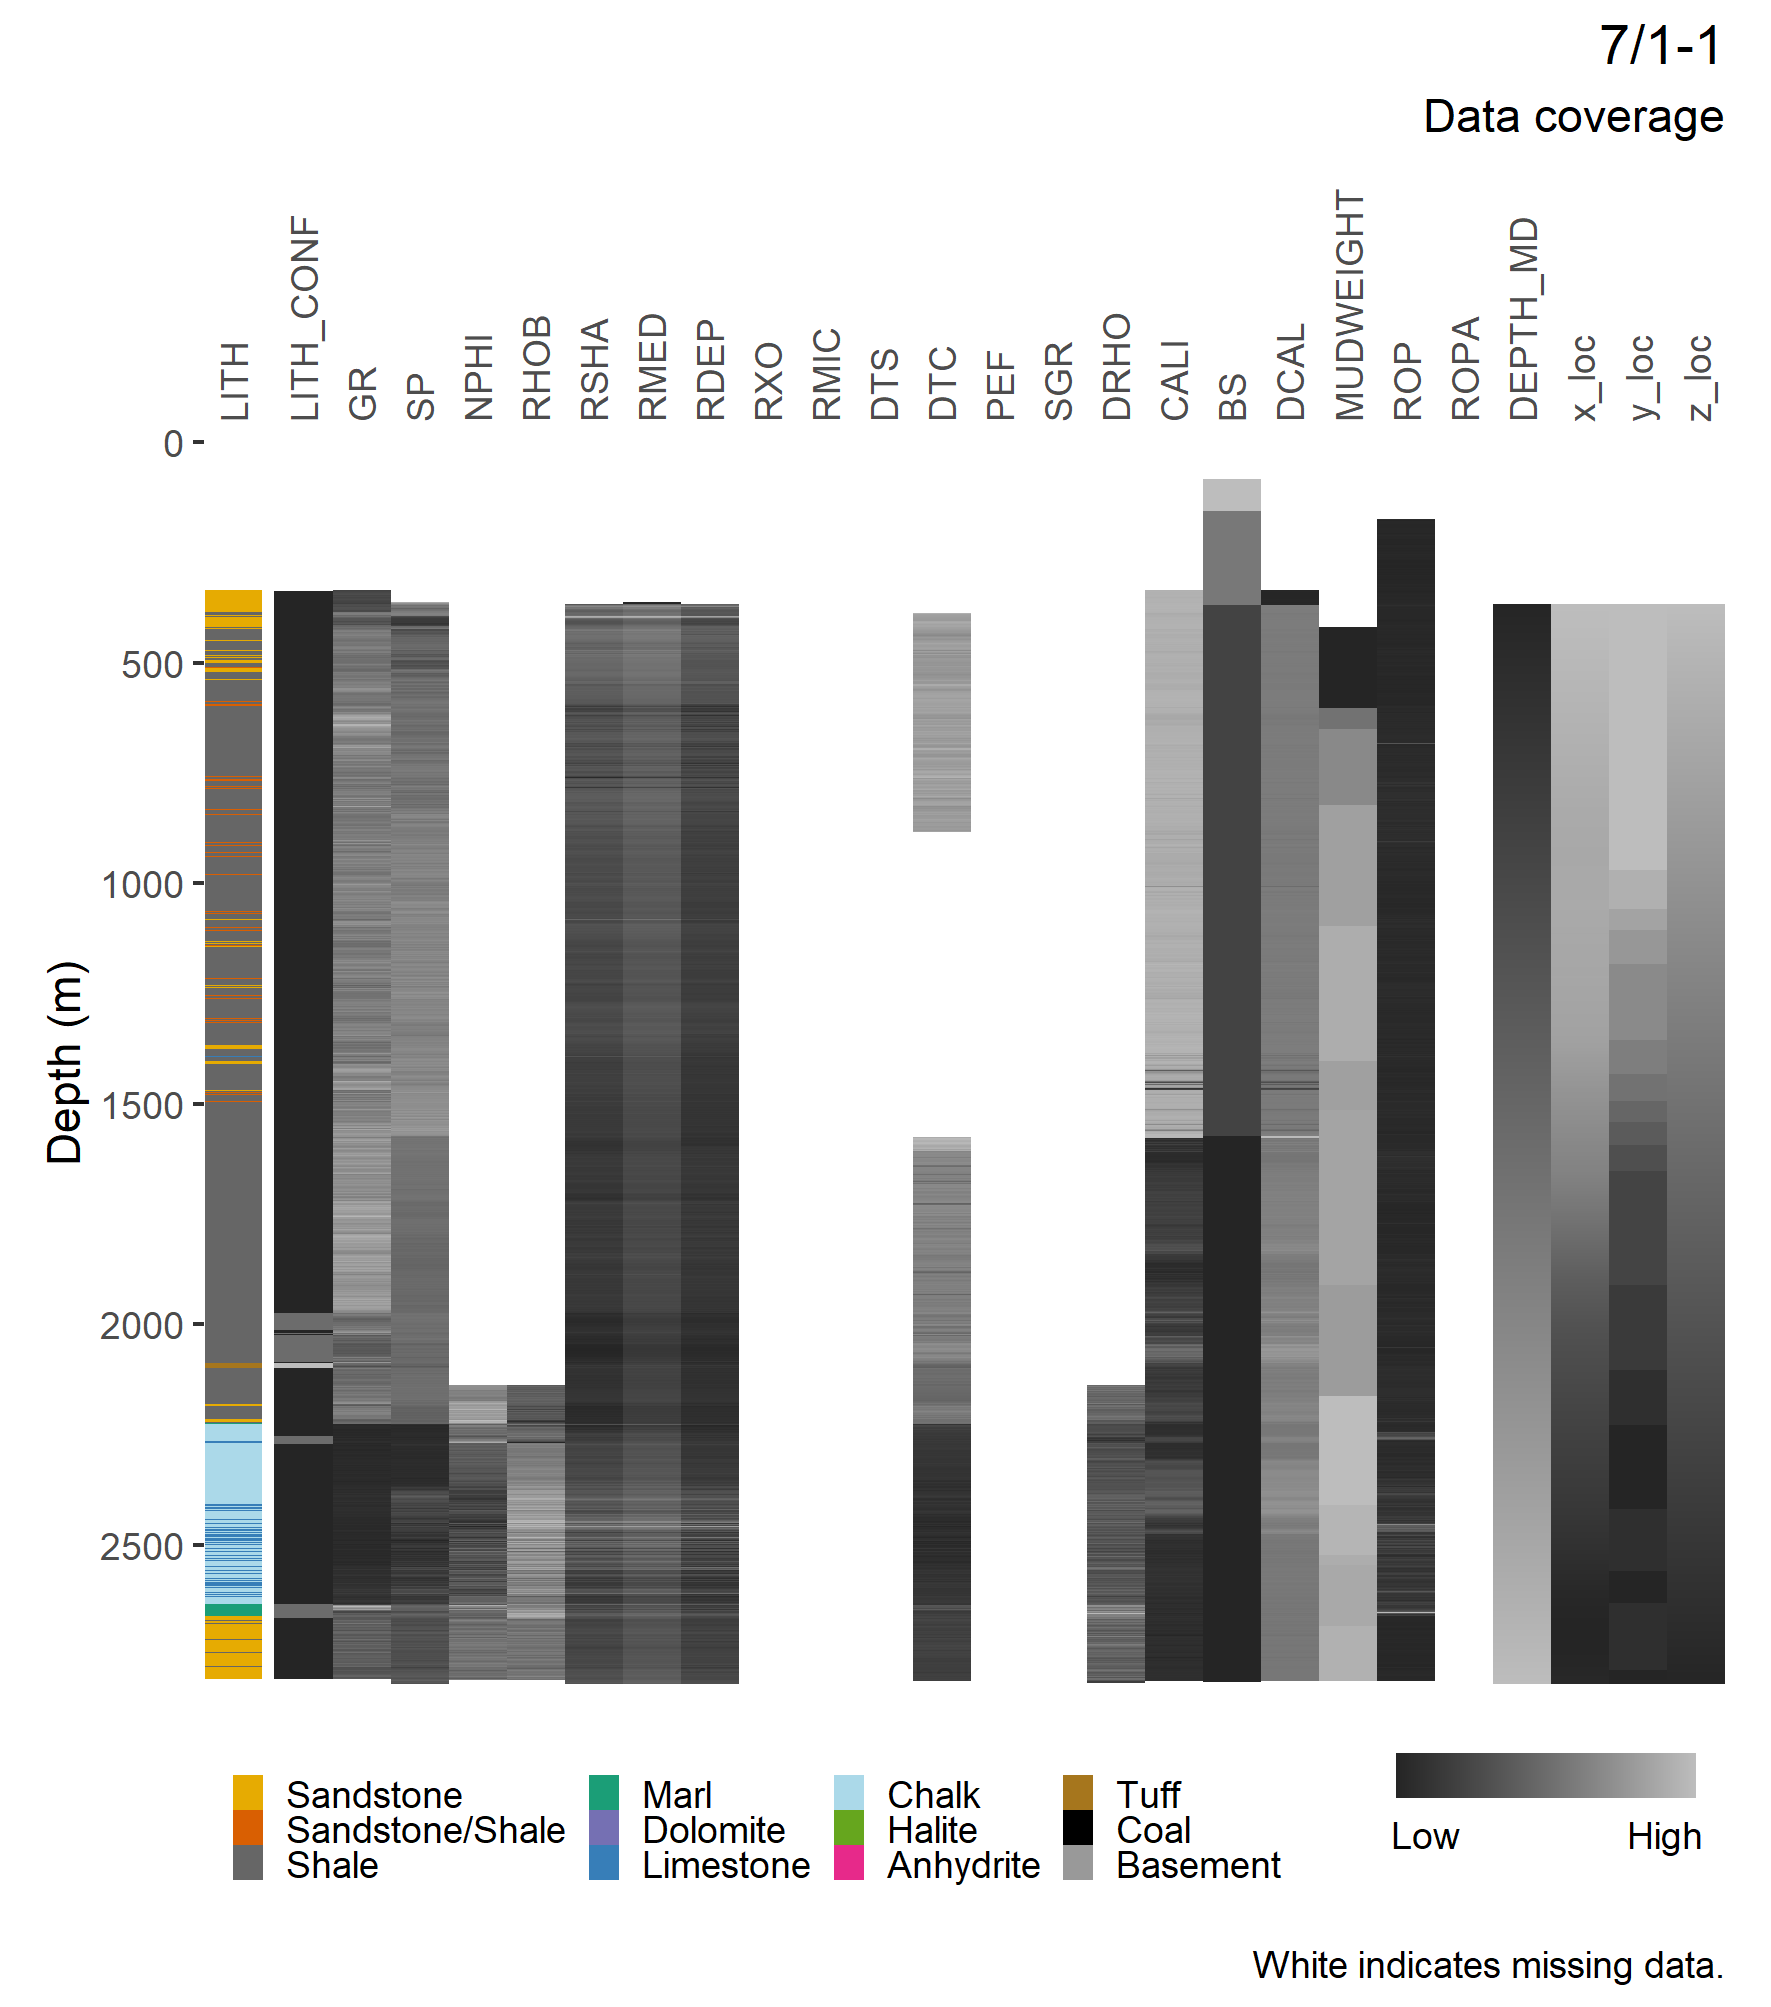 7/1-1
Data coverage
LITH
LITH_CONF
GR
SP
NPHI
RHOB
RSHA
RMED
RDEP
RXO
RMIC
DTS
DTC
PEF
SGR
DRHO
CALI
BS
DCAL
MUDWEIGHT
ROP
ROPA
DEPTH_MD
x_loc
y_loc
z_loc
0
500
1000
1500
2000
2500
Depth (m)
Sandstone
Sandstone/Shale
Shale
Marl
Dolomite
Limestone
Chalk
Halite
Anhydrite
Tuff
Coal
Basement
Low High
White indicates missing data.